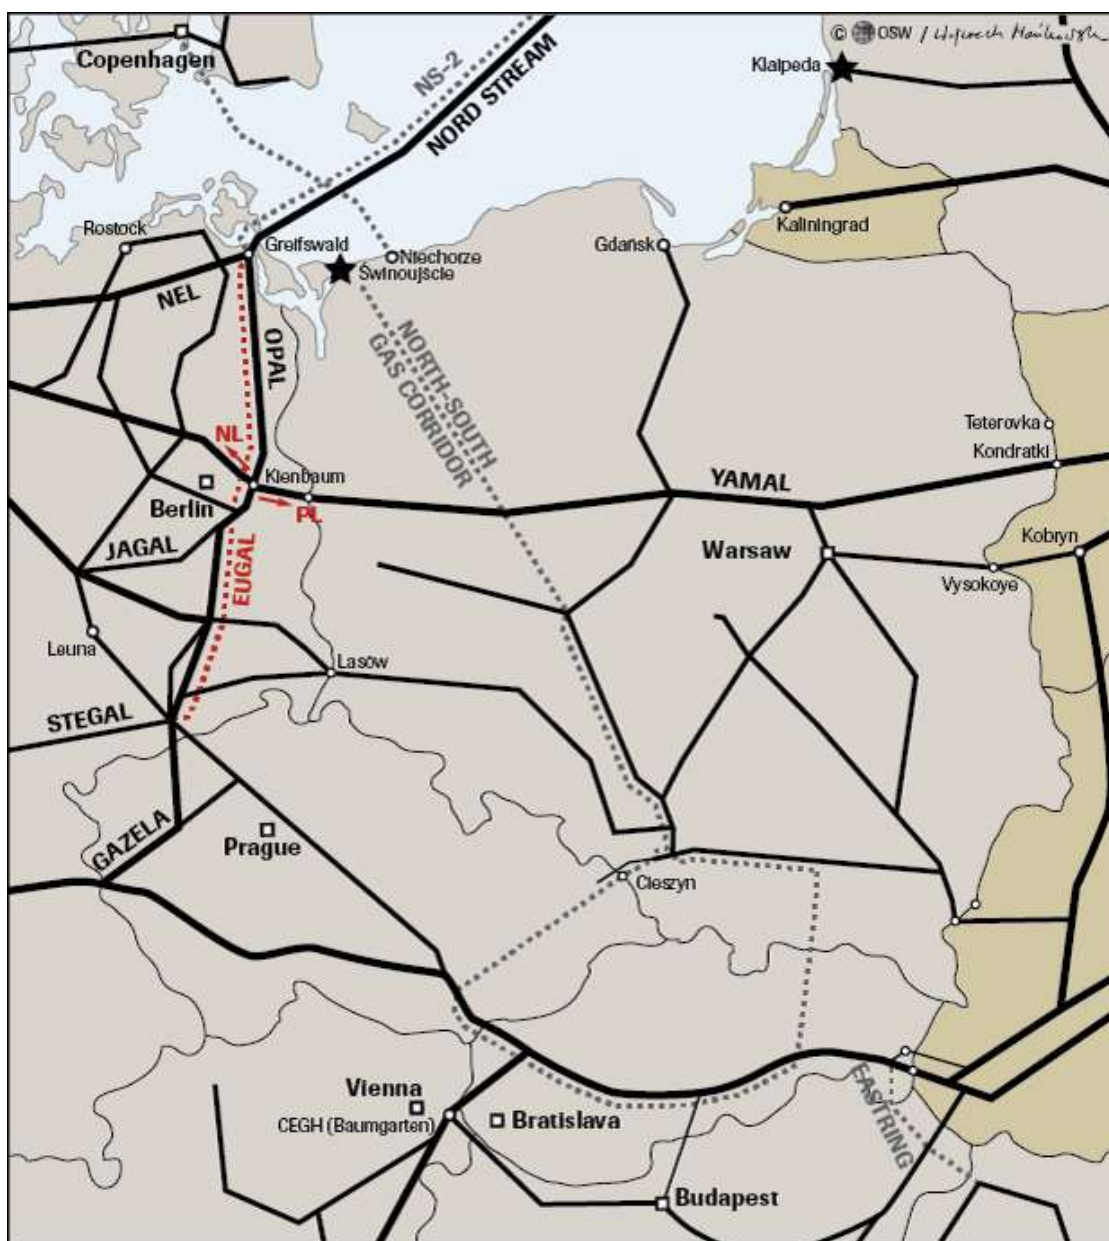 © OSW / Wojciech Mańkowski
Copenhagen
NS-2
NORD STREAM
Klaipeda
Rostock
Greifswald
Niechorze
Świnoujście
Gdańsk
Kaliningrad
NEL
OPAL
NORTH-SOUTH
GAS CORRIDOR
NL
Kienbaum
Berlin
PL
YAMAL
Teterovka
Kondratki
JAGAL
EUGAL
Warsaw
Kobryn
Vysokoye
Leuna
Lasów
STEGAL
GAZELA
Prague
Cieszyn
Vienna
CEGH (Baumgarten)
Bratislava
EASTRING
Budapest